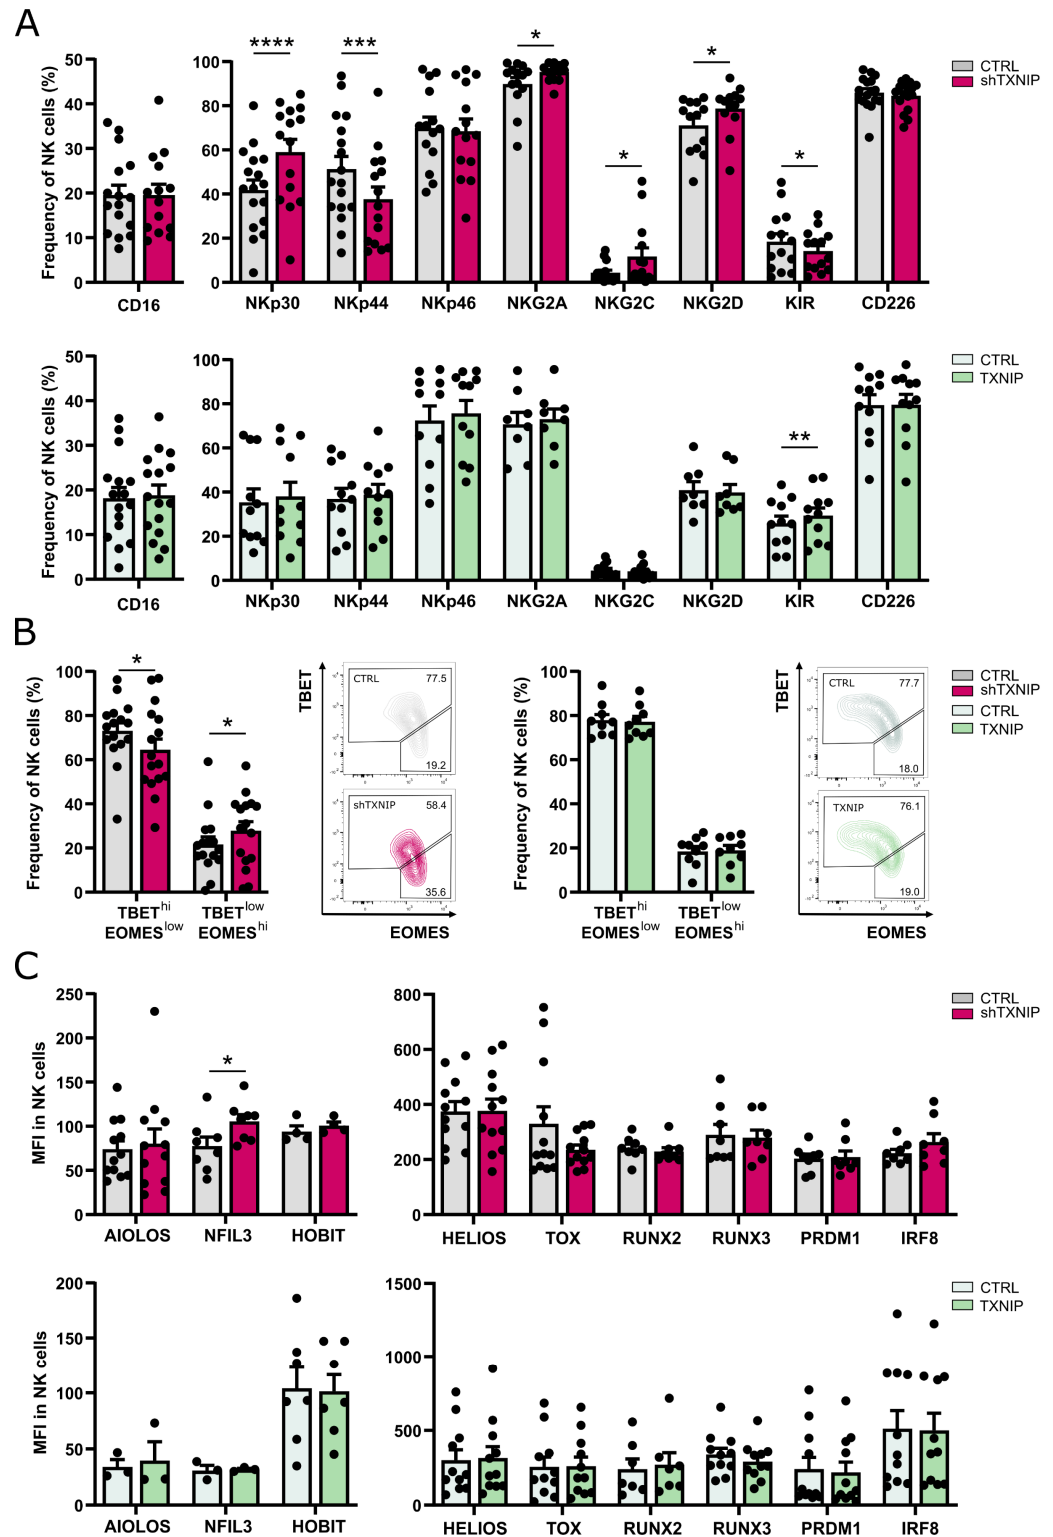 A
Frequency of NK cells (%)
50
40
30
20
10
0
CD16
100
80
60
40
20
0
**** *** * * * *
NKp30 NKp44 NKp46 NKG2A NKG2C NKG2D KIR CD226
CTRL
shTXNIP
Frequency of NK cells (%)
50
40
30
20
10
0
CD16
100
80
60
40
20
0
**
NKp30 NKp44 NKp46 NKG2A NKG2C NKG2D KIR CD226
CTRL
TXNIP
B
Frequency of NK cells (%)
100
80
60
40
20
0
* *
TBEThi EOMESlow
TBETlow EOMEShi
TBET
CTRL 77.5
19.2
shTXNIP 58.4
35.6
EOMES
Frequency of NK cells (%)
100
80
60
40
20
0
TBEThi EOMESlow
TBETlow EOMEShi
TBET
CTRL 77.7
18.0
TXNIP 76.1
19.0
EOMES
CTRL
shTXNIP
CTRL
TXNIP
C
MFI in NK cells
250
200
150
100
50
0
*
AIOLOS NFIL3 HOBIT
800
600
400
200
0
HELIOS TOX RUNX2 RUNX3 PRDM1 IRF8
CTRL
shTXNIP
MFI in NK cells
200
150
100
50
0
AIOLOS NFIL3 HOBIT
1500
1000
500
0
HELIOS TOX RUNX2 RUNX3 PRDM1 IRF8
CTRL
TXNIP